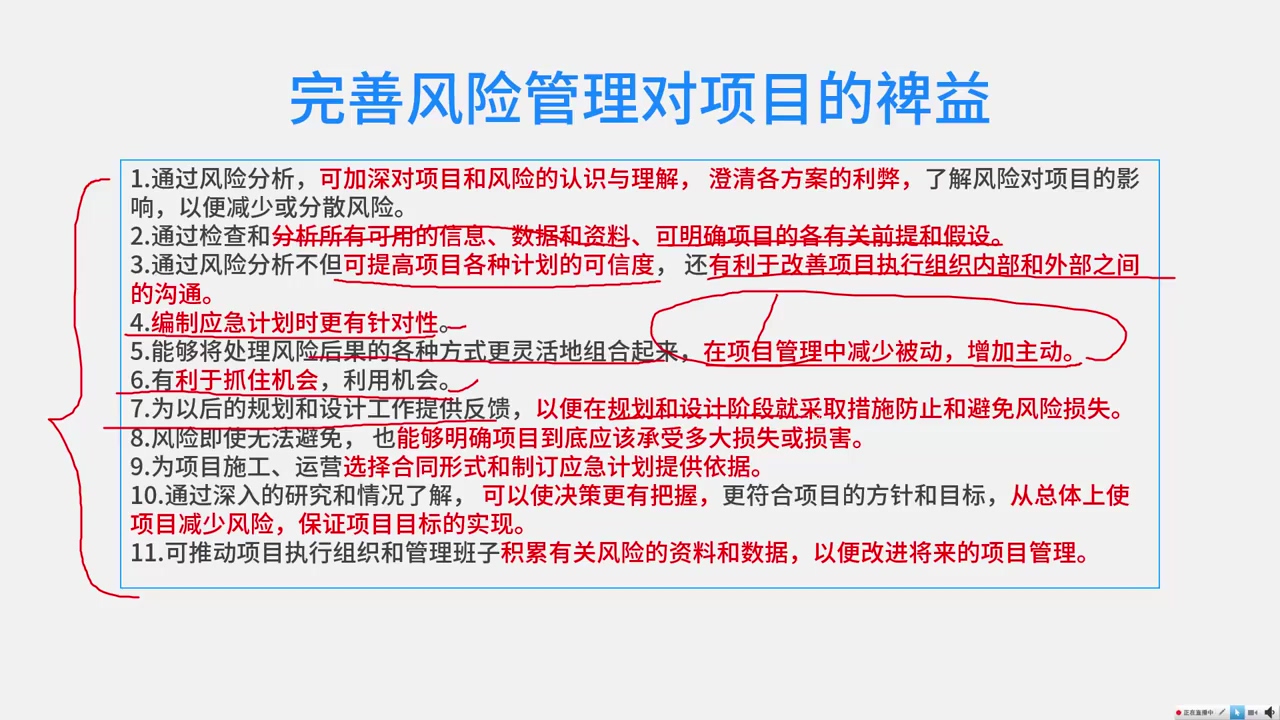 完善风险管理对项目的裨益
1.通过风险分析，可加深对项目和风险的认识与理解， 澄清各方案的利弊，了解风险对项目的影
响，以便减少或分散风险。
2.通过检查和分析所有可用的信息、数据和资料、可明确项目的各有关前提和假设。
3.通过风险分析不但可提高项目各种计划的可信度， 还有利于改善项目执行组织内部和外部之间
的沟通。
4.编制应急计划时更有针对性。
5.能够将处理风险后果的各种方式更灵活地组合起来，在项目管理中减少被动，增加主动。
6.有利于抓住机会，利用机会。
7.为以后的规划和设计工作提供反馈，以便在规划和设计阶段就采取措施防止和避免风险损失。
8.风险即使无法避免， 也能够明确项目到底应该承受多大损失或损害。
9.为项目施工、运营选择合同形式和制订应急计划提供依据。
10.通过深入的研究和情况了解， 可以使决策更有把握，更符合项目的方针和目标，从总体上使
项目减少风险，保证项目目标的实现。
11.可推动项目执行组织和管理班子积累有关风险的资料和数据，以便改进将来的项目管理。
正在直播中